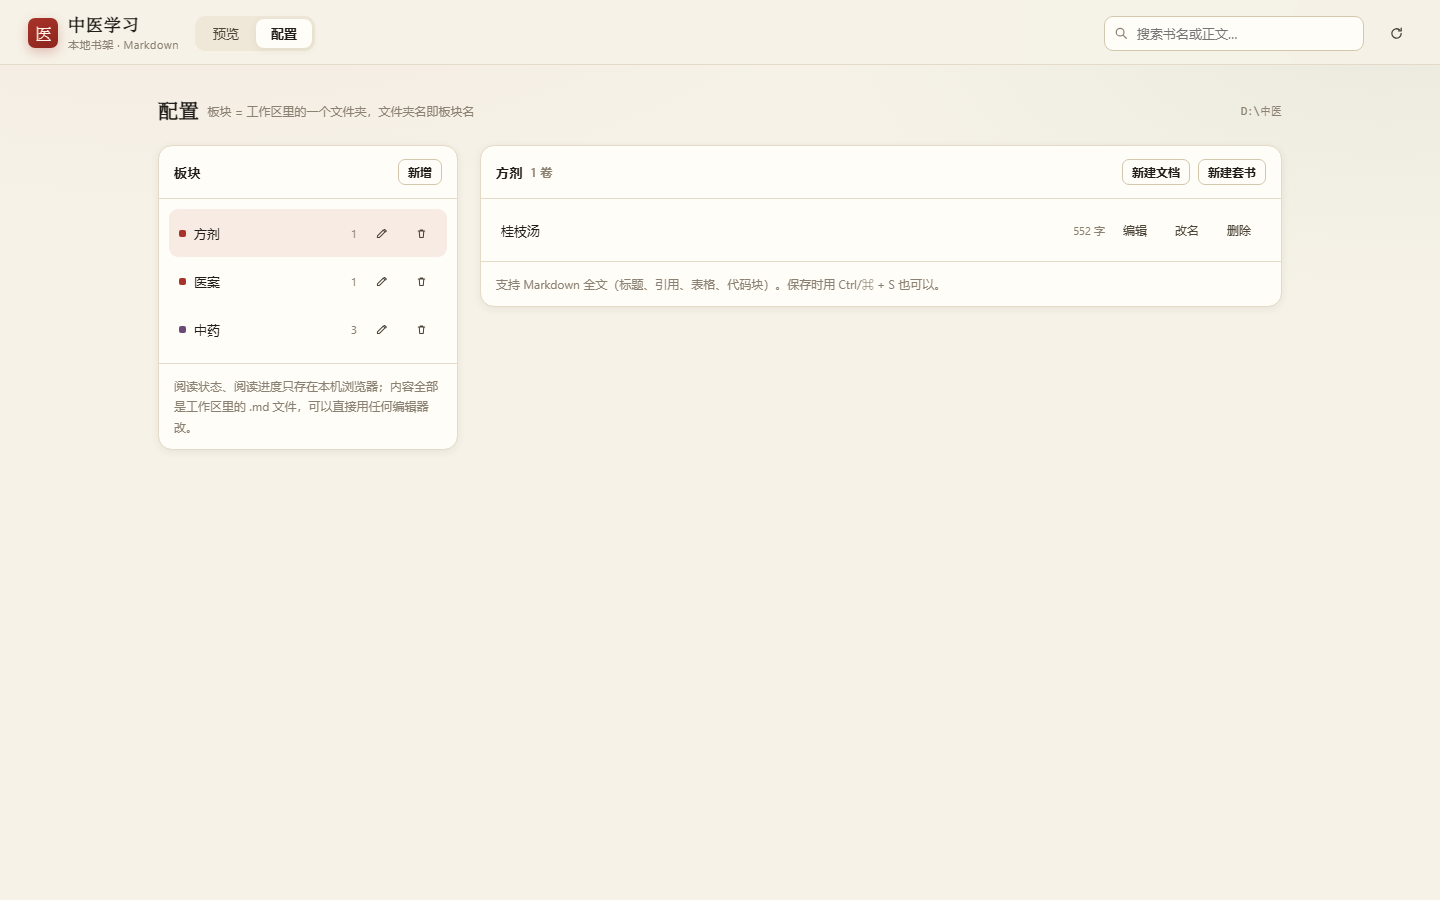 医
中医学习
本地书架 · Markdown
预览
配置
搜索书名或正文...
配置
板块 = 工作区里的一个文件夹，文件夹名即板块名
D:\中医
板块
新增
方剂
1
医案
1
中药
3
阅读状态、阅读进度只存在本机浏览器；内容全部
是工作区里的 .md 文件，可以直接用任何编辑器
改。
方剂 1 卷
新建文档
新建套书
桂枝汤
552 字
编辑
改名
删除
支持 Markdown 全文（标题、引用、表格、代码块）。保存时用 Ctrl/⌘ + S 也可以。